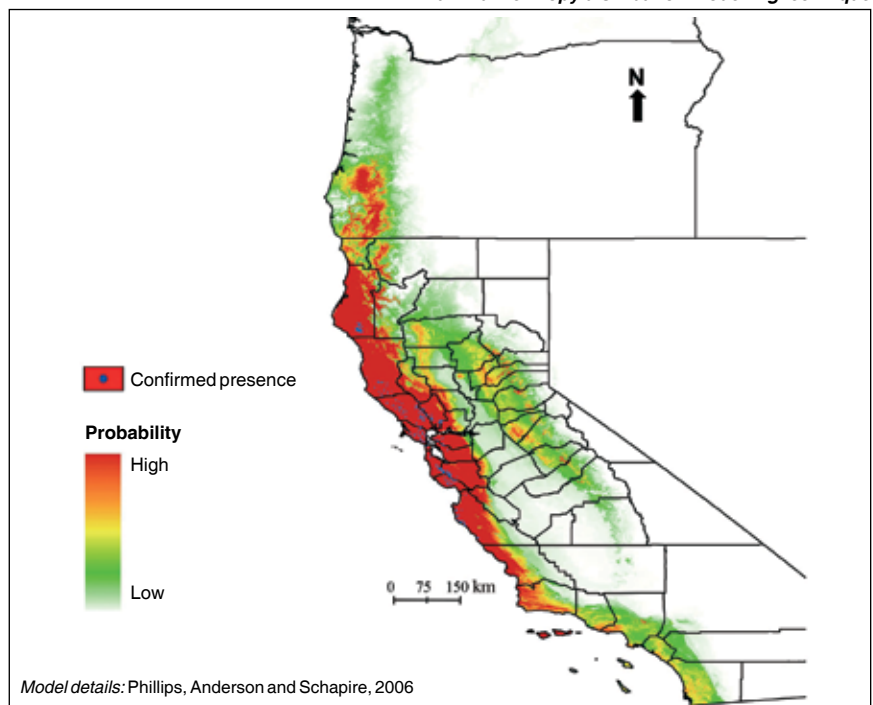 N
Confirmed presence
Probability
High
Low
0 75 150 km
Model details: Phillips, Anderson and Schapire, 2006